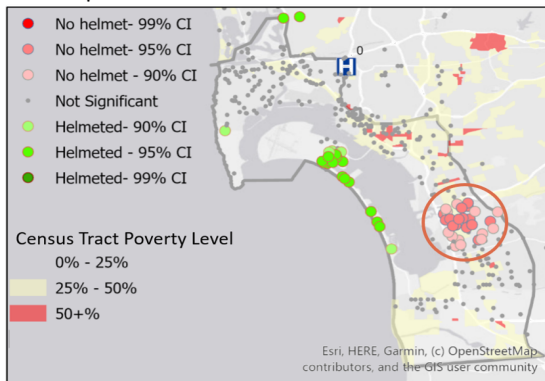 No helmet- 99% CI
No helmet- 95% CI
No helmet - 90% CI
Not Significant
Helmeted- 90% CI
Helmeted - 95% CI
Helmeted- 99% CI
0
H
Census Tract Poverty Level
0% - 25%
25% - 50%
50+%
Esri, HERE, Garmin, (c) OpenStreetMap
contributors, and the GIS user community